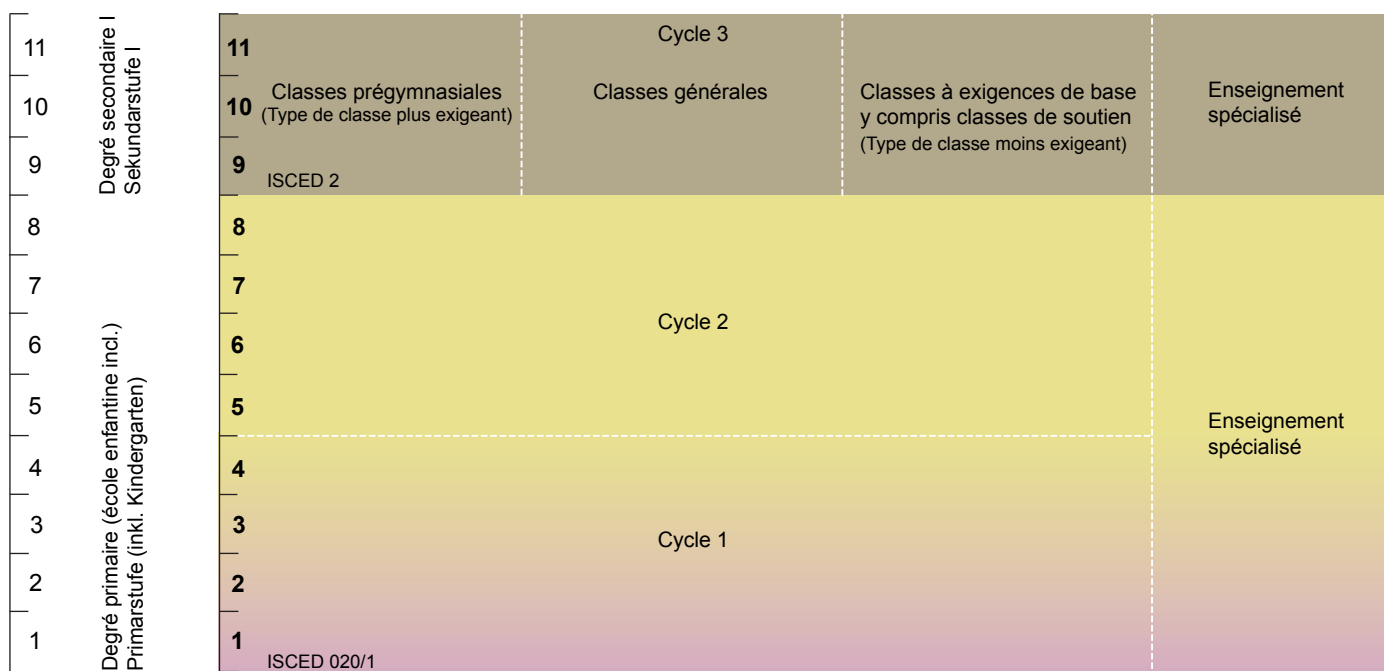 11
10
9
8
7
6
5
4
3
2
1
Degré secondaire I
Sekundarstufe I
Degré primaire (école enfantine incl.)
Primarstufe (inkl. Kindergarten)
11
10
9
8
7
6
5
4
3
2
1
Cycle 3
Classes prégymnasiales
(Type de classe plus exigeant)
Classes générales
Classes à exigences de base
y compris classes de soutien
(Type de classe moins exigeant)
Enseignement
spécialisé
ISCED 2
Cycle 2
Enseignement
spécialisé
Cycle 1
ISCED 020/1